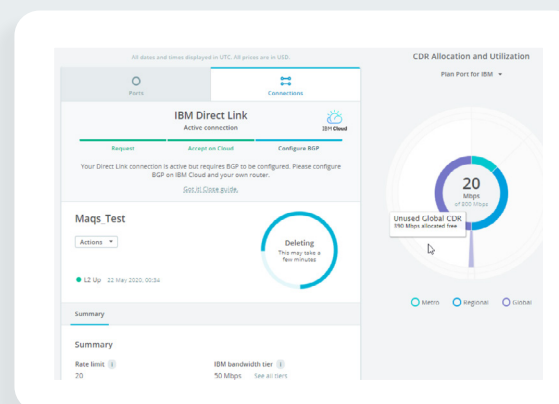 All dates and times displayed in UTC. All prices are in USD.
CDR Allocation and Utilization
Plan Port for IBM
Ports
Connections
IBM Direct Link
Active connection
IBM Cloud
Request
Accept on Cloud
Configure BGP
Your Direct Link connection is active but requires BGP to be configured. Please configure
BGP on IBM Cloud and your own router.
Got it! Close guide.
20
Mbps
of 800 Mbps
Unused Global CDR
390 Mbps allocated free
Maqs_Test
Actions
Deleting
This may take a
few minutes
L2 Up 22 May 2020, 00:34
Metro
Regional
Global
Summary
Summary
Rate limit
20
IBM bandwidth tier
50 Mbps See all tiers